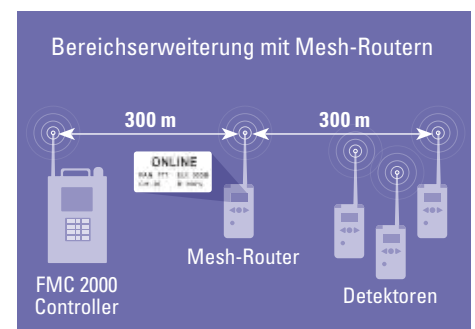 Bereichserweiterung mit Mesh-Routern
300 m
300 m
ONLINE
Mesh-Router
FMC 2000
Controller
Detektoren